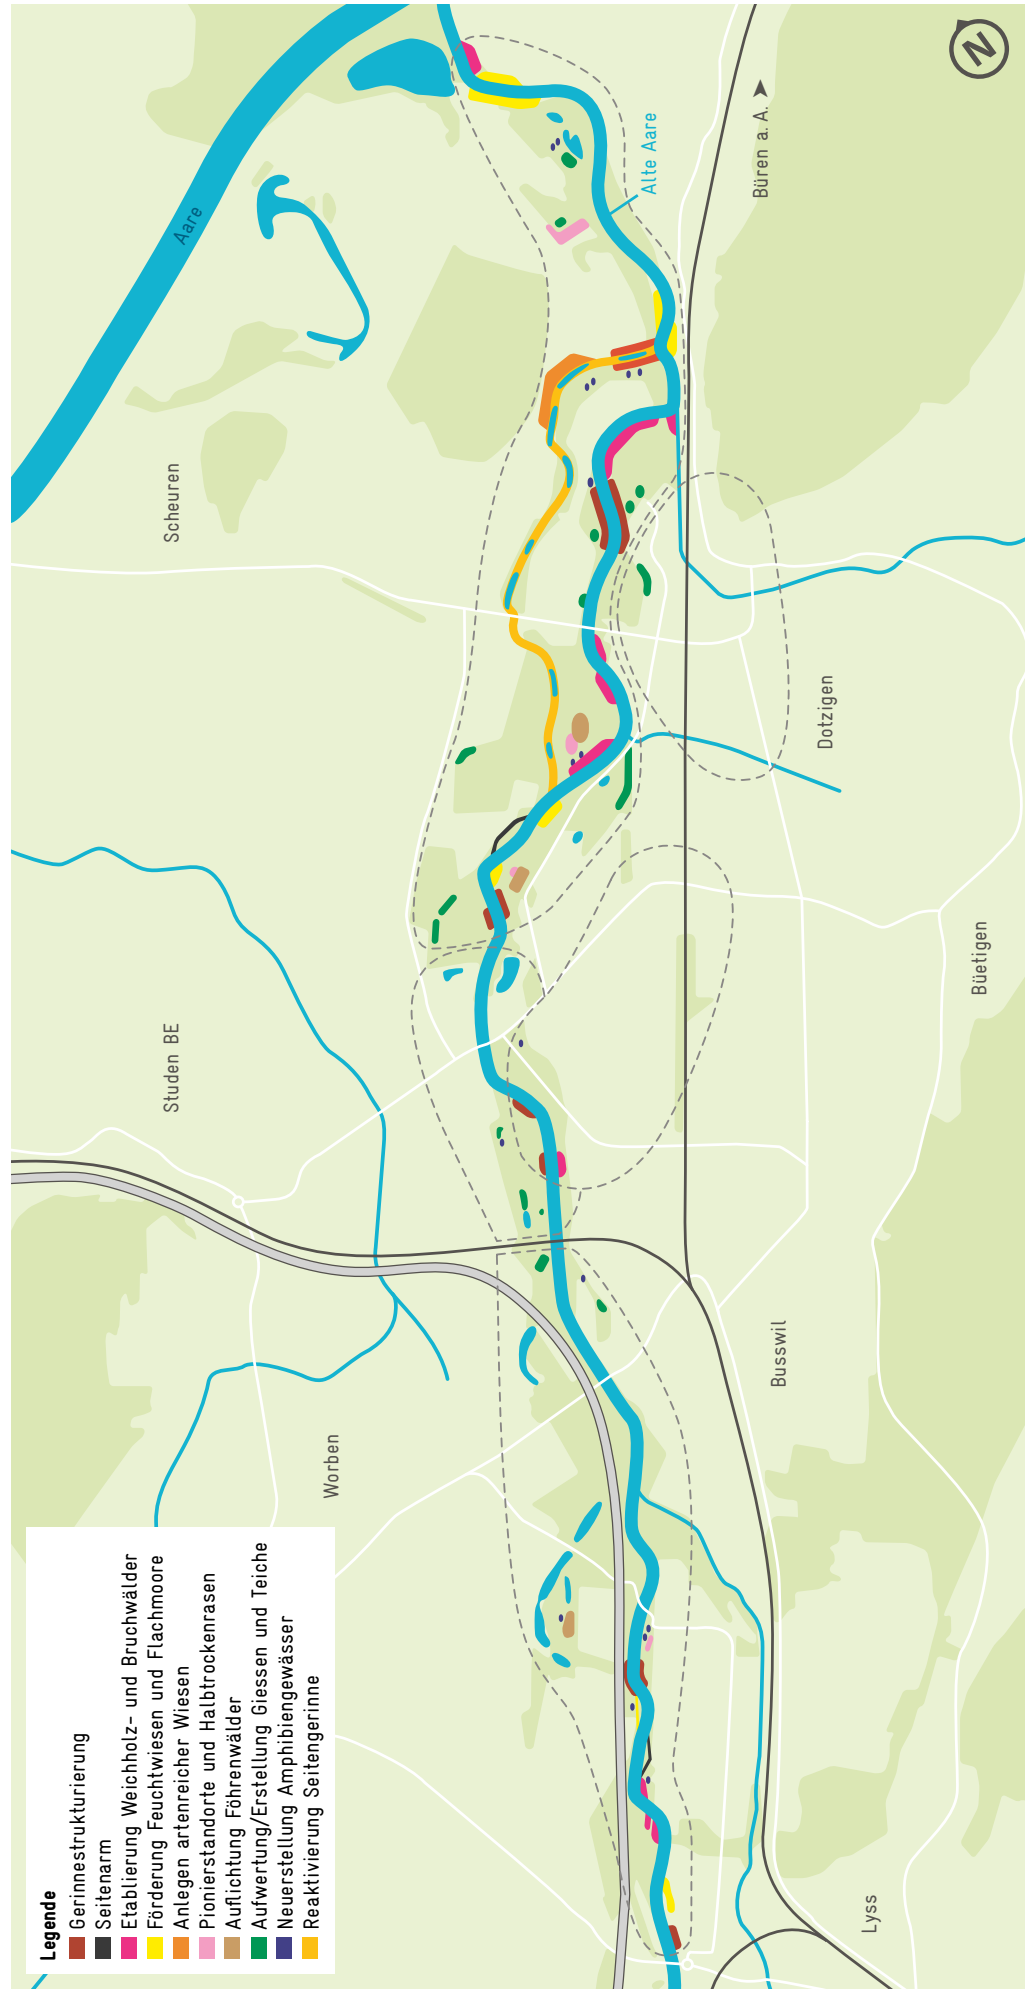 N
Aare
Alte Aare
Büren a. A.
Scheuren
Dotzigen
Studen BE
Büetigen
Worben
Busswil
Lyss
Legende
Gerinnestrukturierung
Seitenarm
Etablierung Weichholz- und Bruchwälder
Förderung Feuchtwiesen und Flachmoore
Anlegen artenreicher Wiesen
Pionierstandorte und Halbtrockenrasen
Auflichtung Föhrenwälder
Aufwertung/Erstellung Giessen und Teiche
Neuerstellung Amphibiengewässer
Reaktivierung Seitengerinne